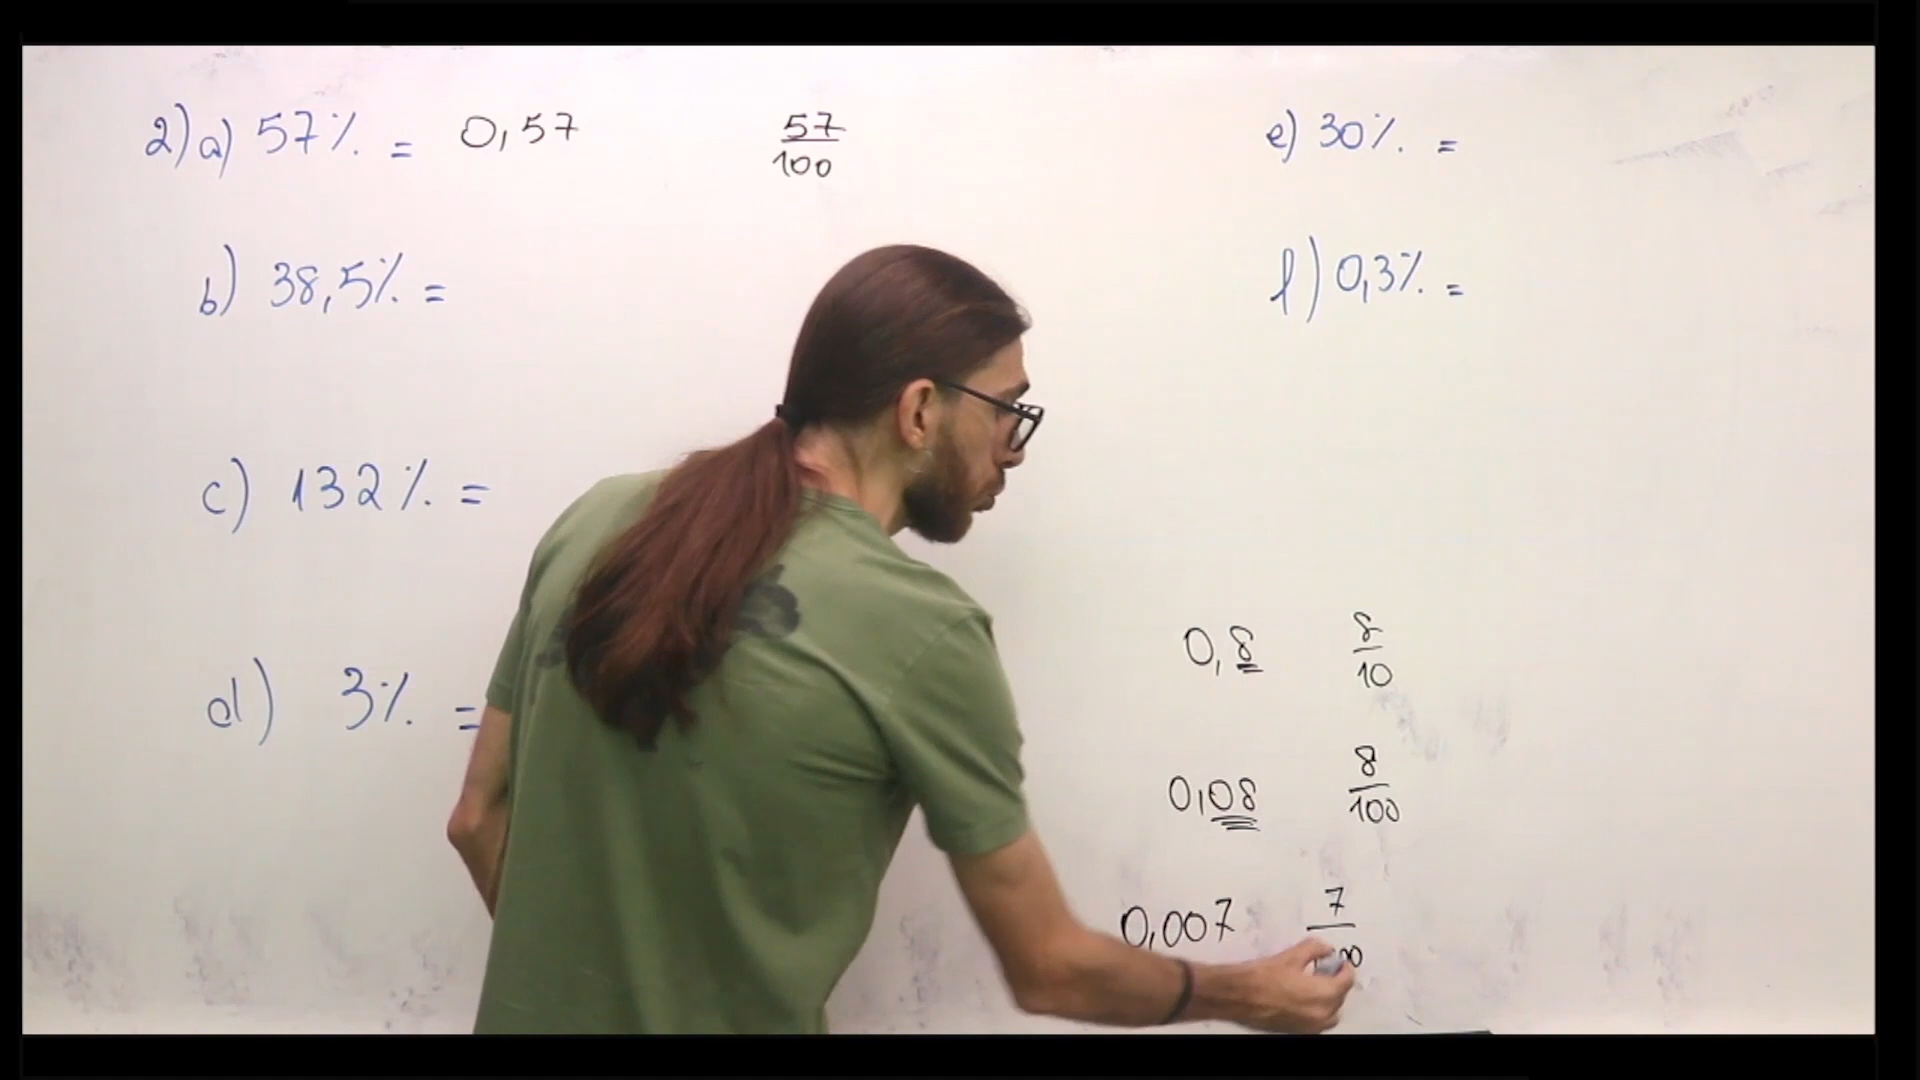 2) a) 57% = 0,57 57/100
b) 38,5% =
c) 132% =
d) 3% =
e) 30% =
f) 0,3% =
0,8 8/10
0,08 8/100
0,007 7/